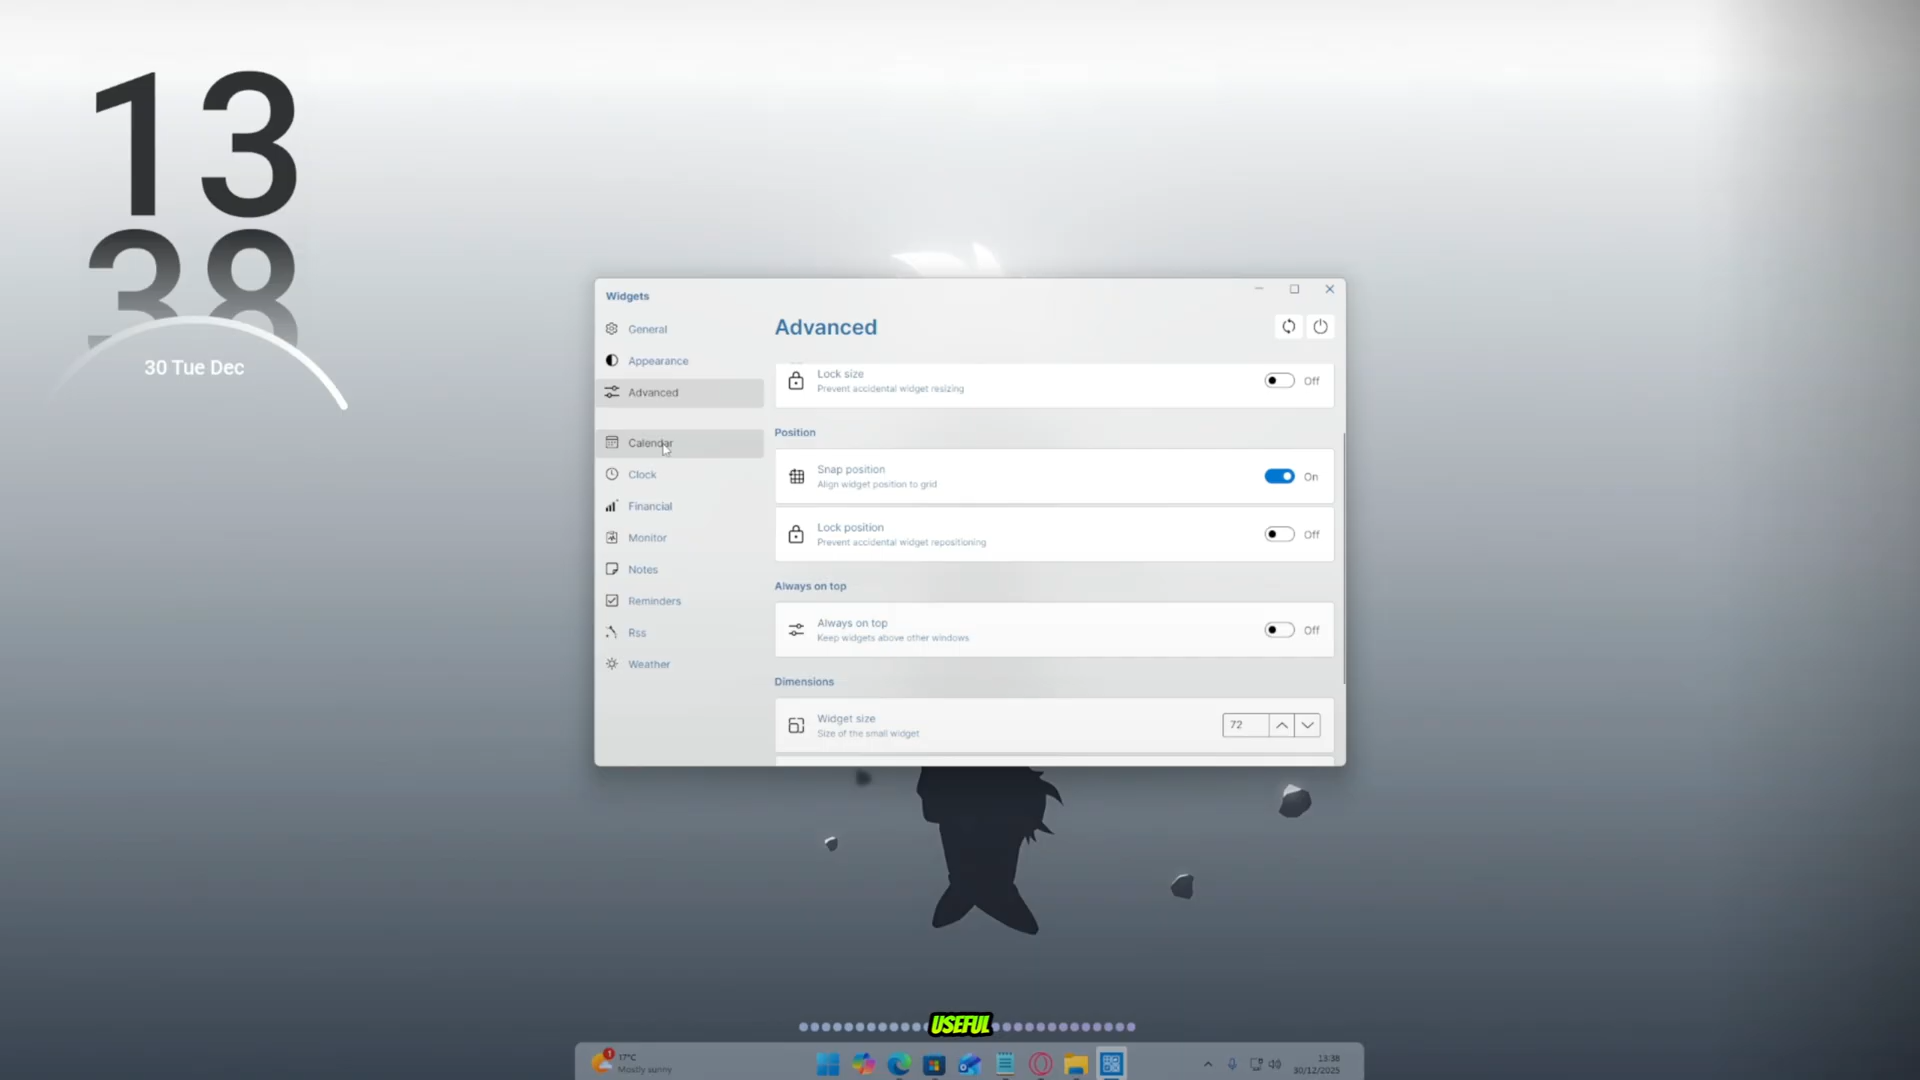 13
38
30 Tue Dec
Widgets
General
Appearance
Advanced
Calendar
Clock
Financial
Monitor
Notes
Reminders
Rss
Weather
Advanced
Lock size
Prevent accidental widget resizing
Off
Position
Snap position
Align widget position to grid
On
Lock position
Prevent accidental widget repositioning
Off
Always on top
Always on top
Keep widgets above other windows
Off
Dimensions
Widget size
Size of the small widget
72
USEFUL
1
17°C
Mostly sunny
13:38
30/12/2025